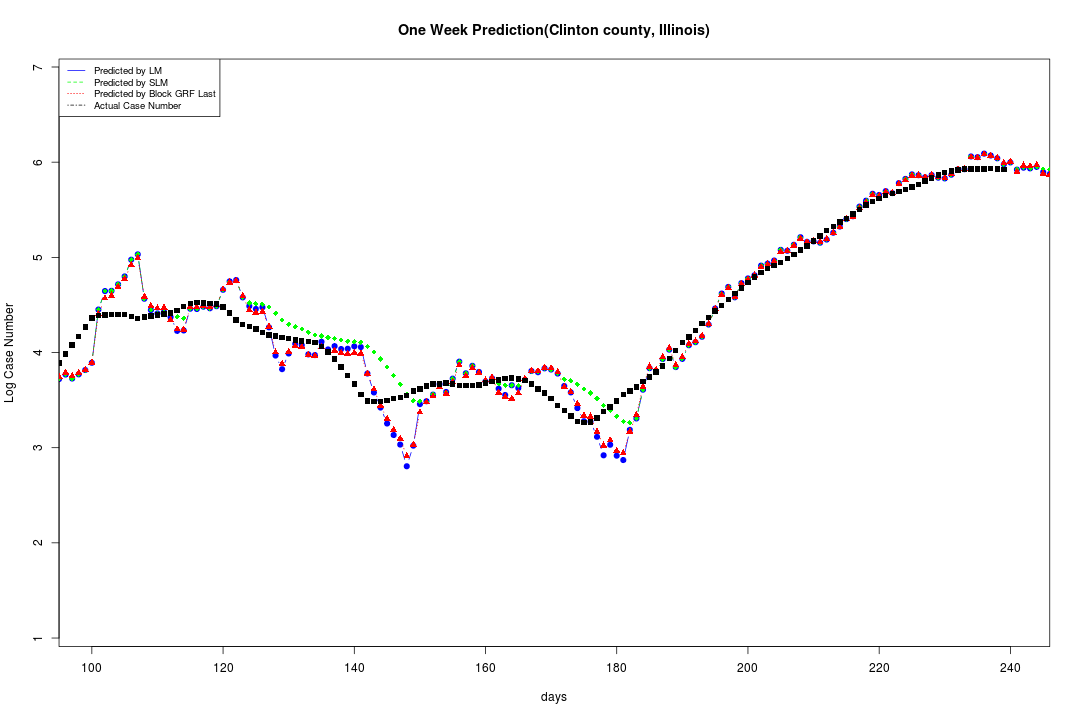 One Week Prediction(Clinton county, Illinois)
Predicted by LM
Predicted by SLM
Predicted by Block GRF Last
Actual Case Number
Log Case Number
7
6
5
4
3
2
1
100 120 140 160 180 200 220 240
days